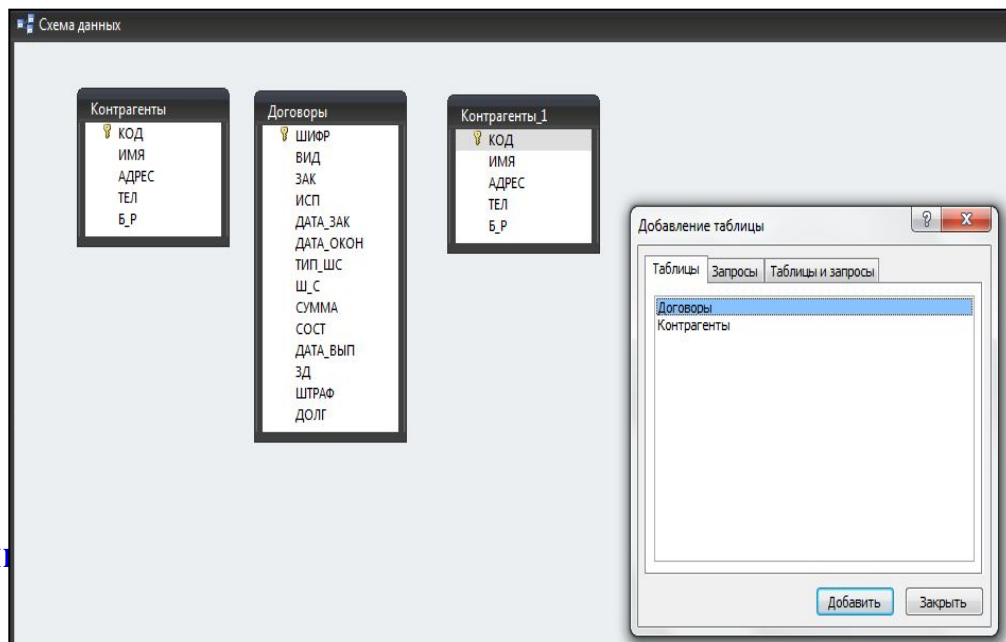 Схема данных
Контрагенты
КОД
ИМЯ
АДРЕС
ТЕЛ
Б_Р
Договоры
ШИФР
ВИД
ЗАК
ИСП
ДАТА_ЗАК
ДАТА_ОКОН
ТИП_ШС
Ш_С
СУММА
СОСТ
ДАТА_ВЫП
ЗД
ШТРАФ
ДОЛГ
Контрагенты_1
КОД
ИМЯ
АДРЕС
ТЕЛ
Б_Р
Добавление таблицы
Таблицы Запросы Таблицы и запросы
Договоры
Контрагенты
Добавить Закрыть